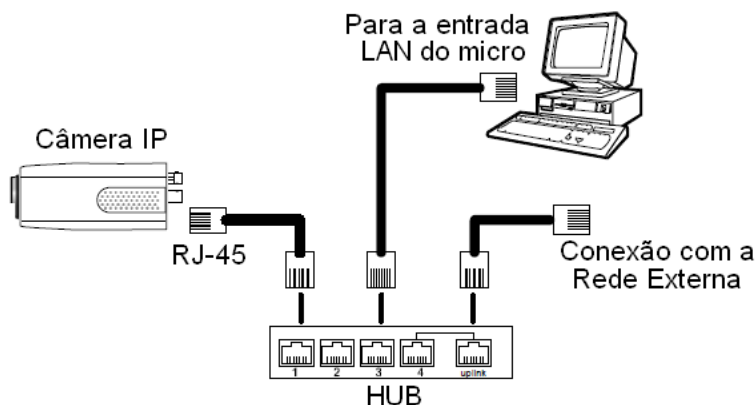 Para a entrada
LAN do micro
Câmera IP
RJ-45
Conexão com a
Rede Externa
1
2
3
4
uplink
HUB